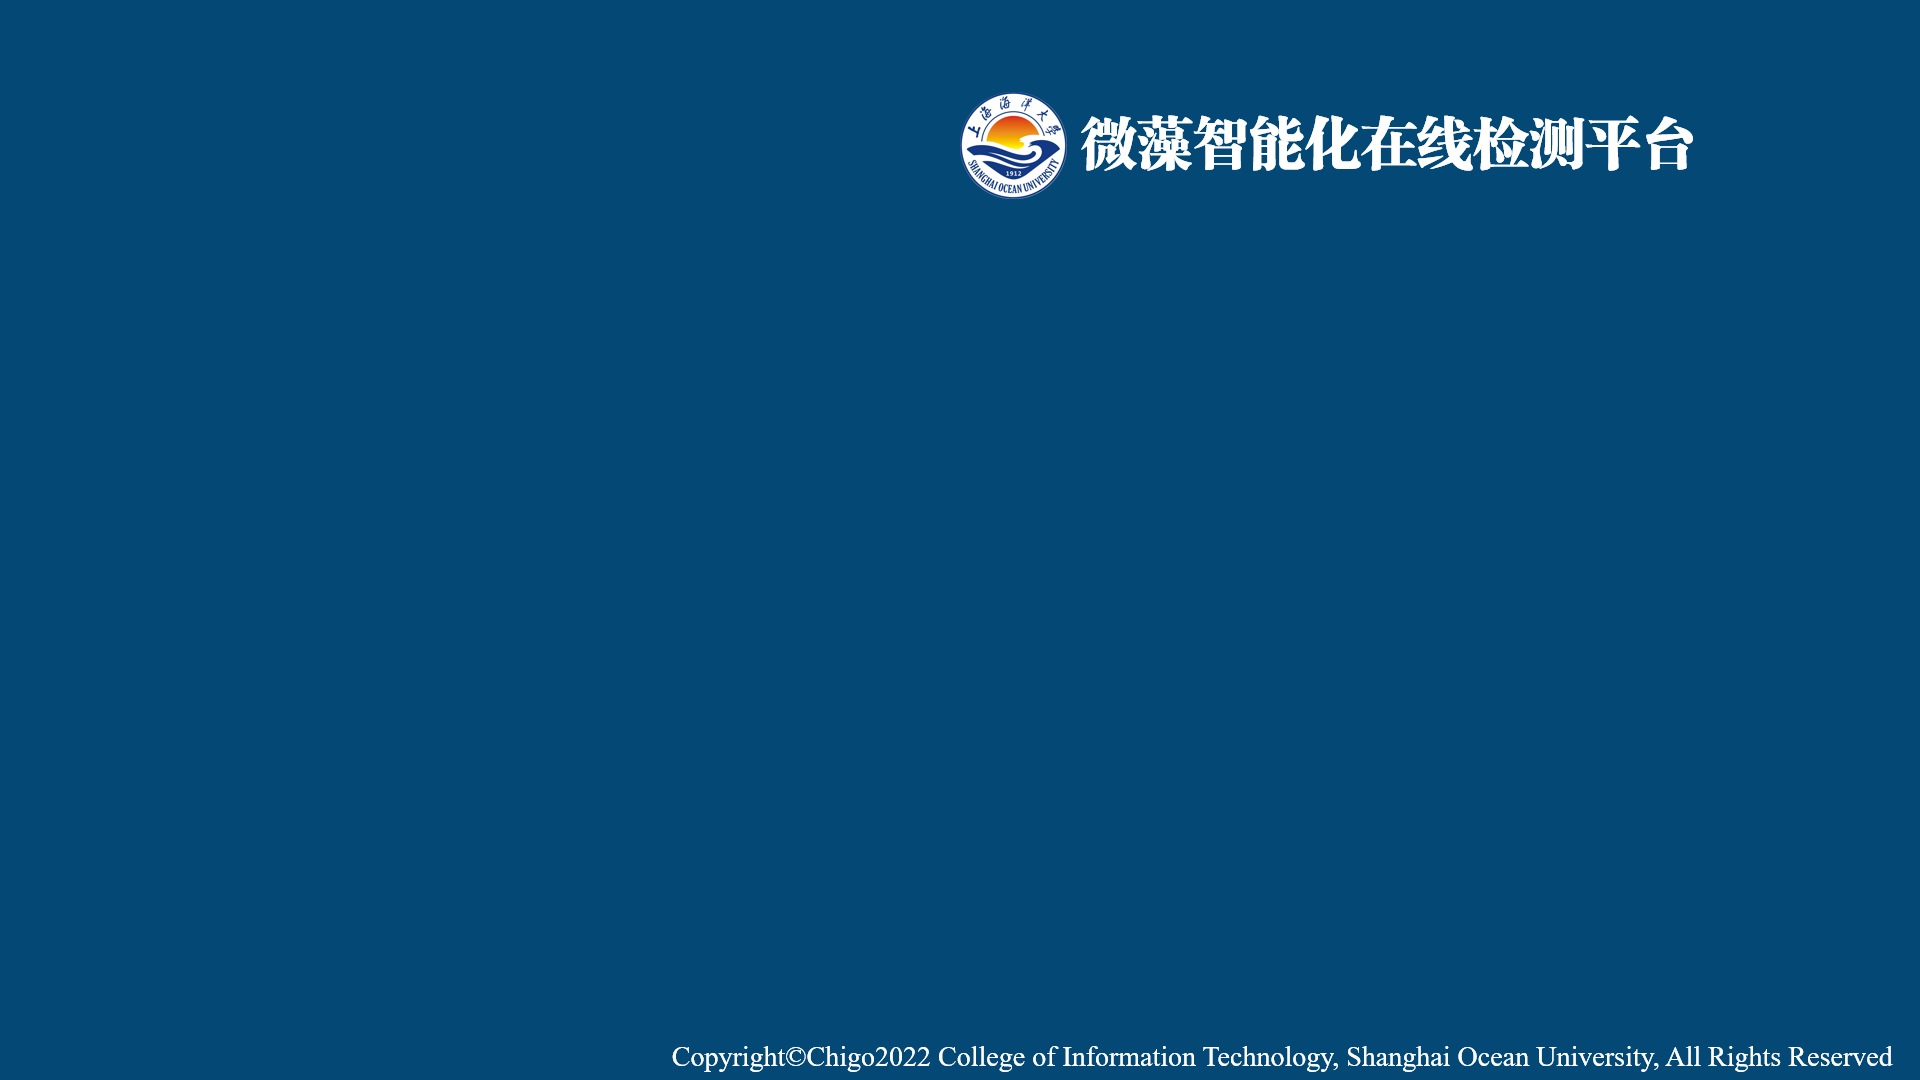 上海海洋大学
微藻智能化在线检测平台
1912
SHANGHAI OCEAN UNIVERSITY
Copyright©Chigo2022 College of Information Technology, Shanghai Ocean University, All Rights Reserved